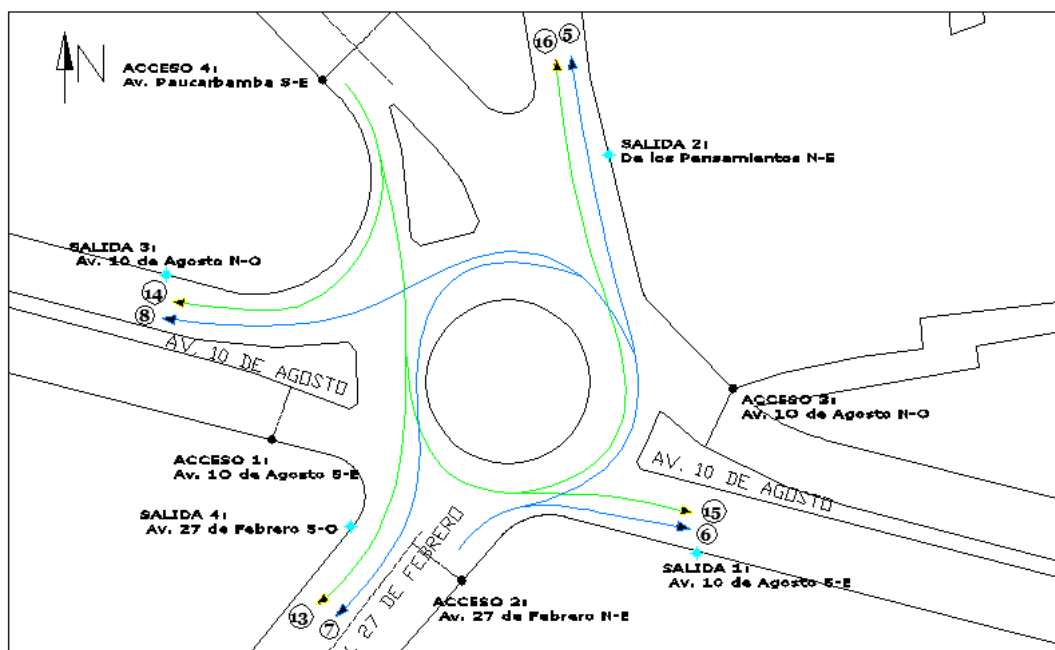 16 5
N
ACCESO 4:
Av. Paucarbamba S-E
SALIDA 2:
De los Pensamientos N-E
SALIDA 3:
Av. 10 de Agosto N-O
14
8
AV. 10 DE AGOSTO
ACCESO 3:
Av. 10 de Agosto N-O
ACCESO 1:
Av. 10 de Agosto S-E
AV. 10 DE AGOSTO
SALIDA 4:
Av. 27 de Febrero S-O
15
6
SALIDA 1:
Av. 10 de Agosto S-E
27 DE FEBRERO
ACCESO 2:
Av. 27 de Febrero N-E
13
7